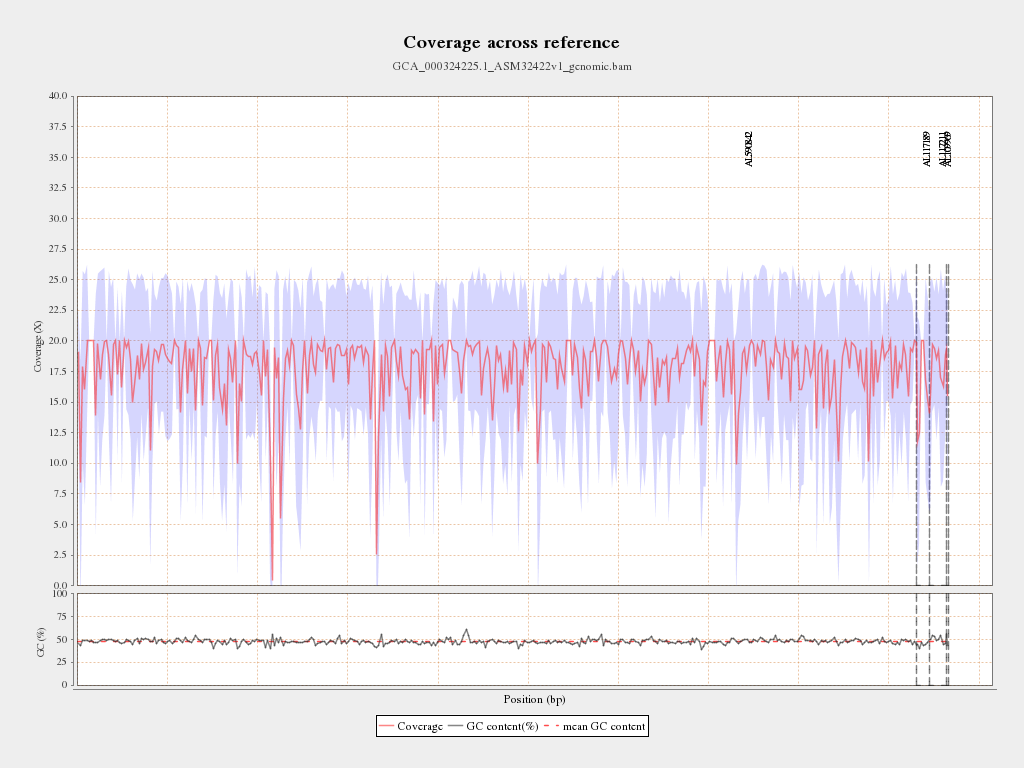 Coverage across reference
GCA_000324225.1_ASM32422v1_genomic.bam
40.0
37.5
35.0
32.5
30.0
27.5
25.0
22.5
20.0
17.5
15.0
12.5
10.0
7.5
5.0
2.5
0.0
Coverage (X)
AL590842
AL117189
AL117211
AL109969
100
75
50
25
0
GC (%)
Position (bp)
Coverage GC content(%) mean GC content